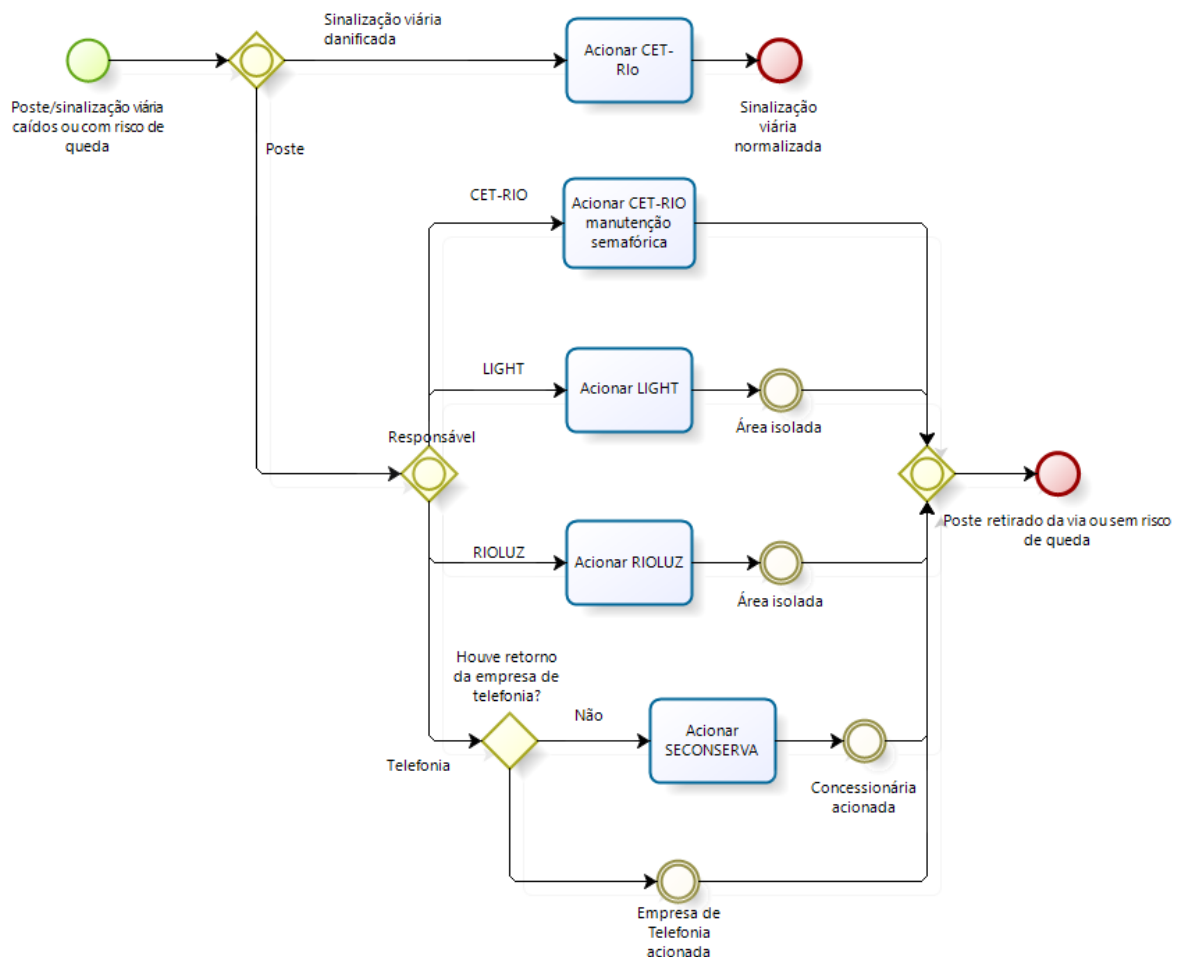 Sinalização viária
danificada
Acionar CET-
RIo
Poste/sinalização viária
caídos ou com risco de
queda
Sinalização
viária
normalizada
Poste
CET-RIO
Acionar CET-RIO
manutenção
semafórica
LIGHT
Acionar LIGHT
Área isolada
Responsável
Poste retirado da via ou sem risco
de queda
RIOLUZ
Acionar RIOLUZ
Área isolada
Houve retorno
da empresa de
telefonia?
Não
Acionar
SECONSERVA
Telefonia
Concessionária
acionada
Empresa de
Telefonia
acionada